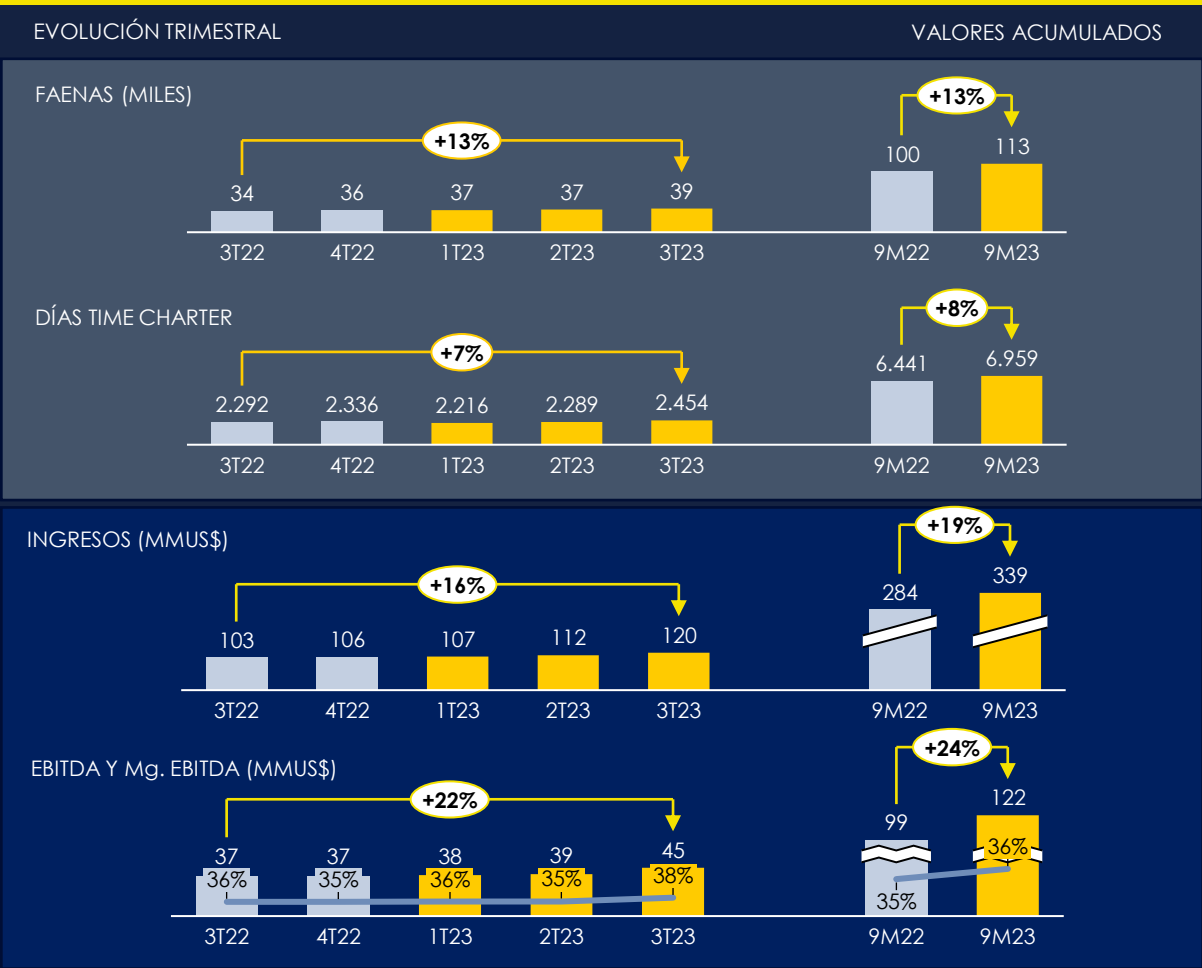 EVOLUCIÓN TRIMESTRAL
VALORES ACUMULADOS
FAENAS (MILES)
+13%
34 36 37 37 39
3T22 4T22 1T23 2T23 3T23
+13%
100 113
9M22 9M23
DÍAS TIME CHARTER
+7%
2.292 2.336 2.216 2.289 2.454
3T22 4T22 1T23 2T23 3T23
+8%
6.441 6.959
9M22 9M23
INGRESOS (MMUS$)
+16%
103 106 107 112 120
3T22 4T22 1T23 2T23 3T23
+19%
284 339
9M22 9M23
EBITDA Y Mg. EBITDA (MMUS$)
+22%
37 37 38 39 45
36% 35% 36% 35% 38%
3T22 4T22 1T23 2T23 3T23
+24%
99 122
35% 36%
9M22 9M23